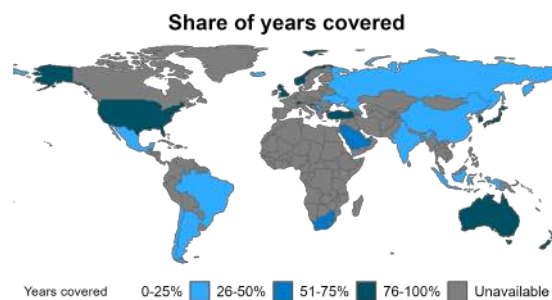 Share of years covered
Years covered 0-25% 26-50% 51-75% 76-100% Unavailable